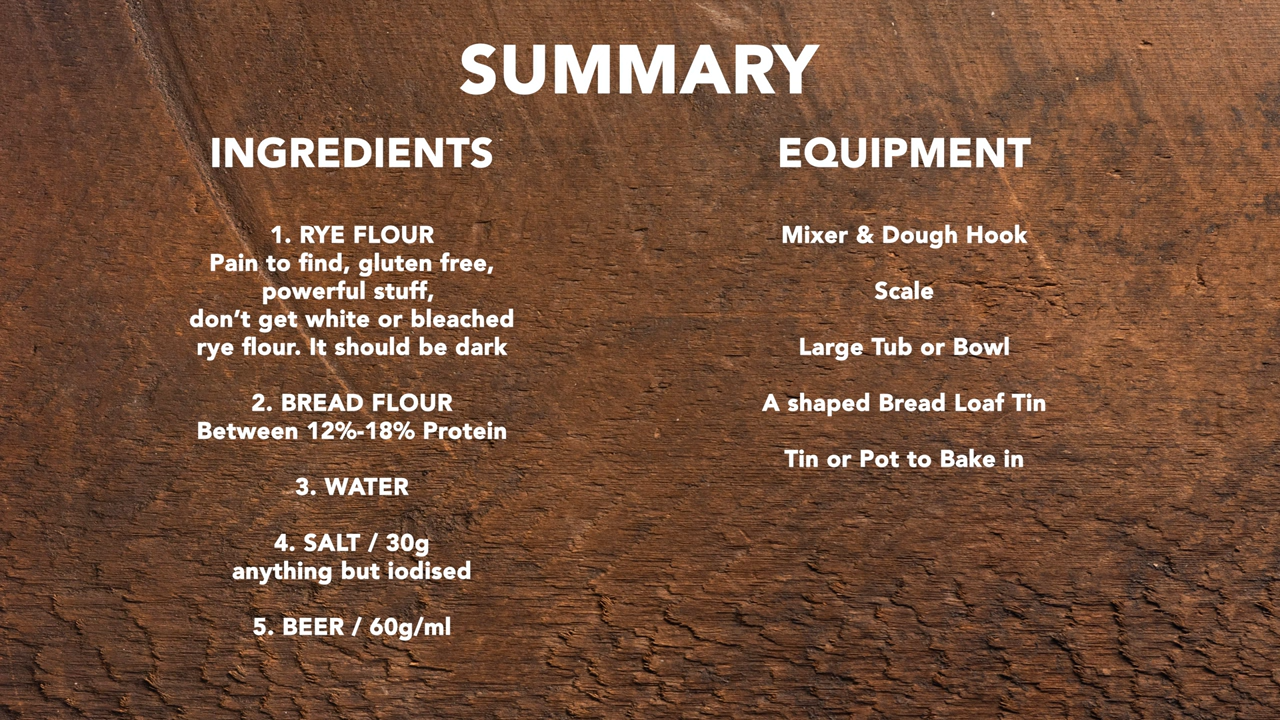 SUMMARY
INGREDIENTS
1. RYE FLOUR
Pain to find, gluten free,
powerful stuff,
don’t get white or bleached
rye flour. It should be dark
2. BREAD FLOUR
Between 12%-18% Protein
3. WATER
4. SALT / 30g
anything but iodised
5. BEER / 60g/ml
EQUIPMENT
Mixer & Dough Hook
Scale
Large Tub or Bowl
A shaped Bread Loaf Tin
Tin or Pot to Bake in